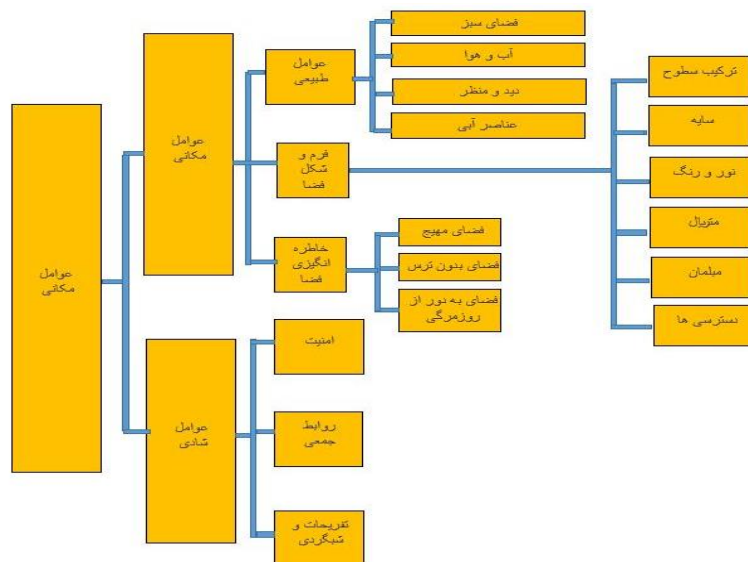 عوامل
مکانی
عوامل
مکانی
عوامل
طبیعی
فضای سبز
آب و هوا
دید و منظر
عناصر آبی
فرم و
شکل
فضا
ترکیب سطوح
سایه
نور و رنگ
متریال
مبلمان
دسترسی ها
خاطره
انگیزی
فضا
فضای مهیج
فضای بدون ترس
فضای به دور از
روزمرگی
عوامل
شادی
امنیت
روابط
جمعی
تفریحات و
شبگردی